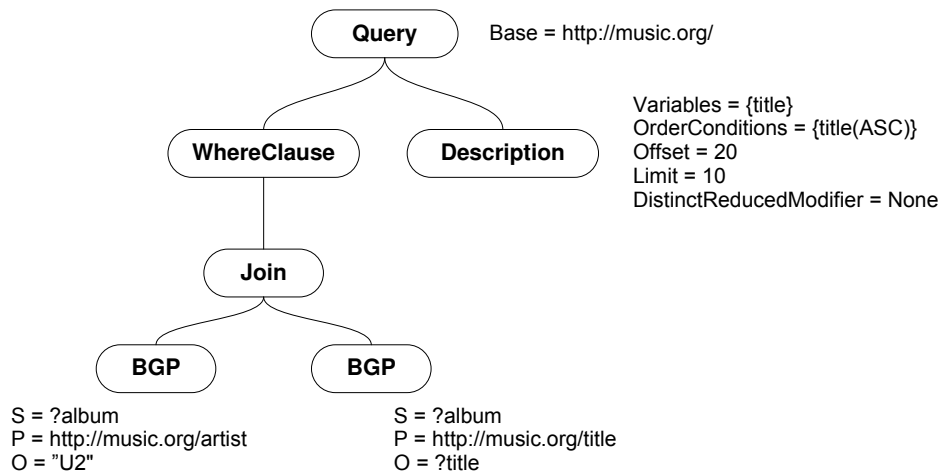 Query
Base = http://music.org/
Variables = {title}
OrderConditions = {title(ASC)}
Offset = 20
Limit = 10
DistinctReducedModifier = None
WhereClause
Description
Join
BGP
BGP
S = ?album
P = http://music.org/artist
O = ”U2"
S = ?album
P = http://music.org/title
O = ?title